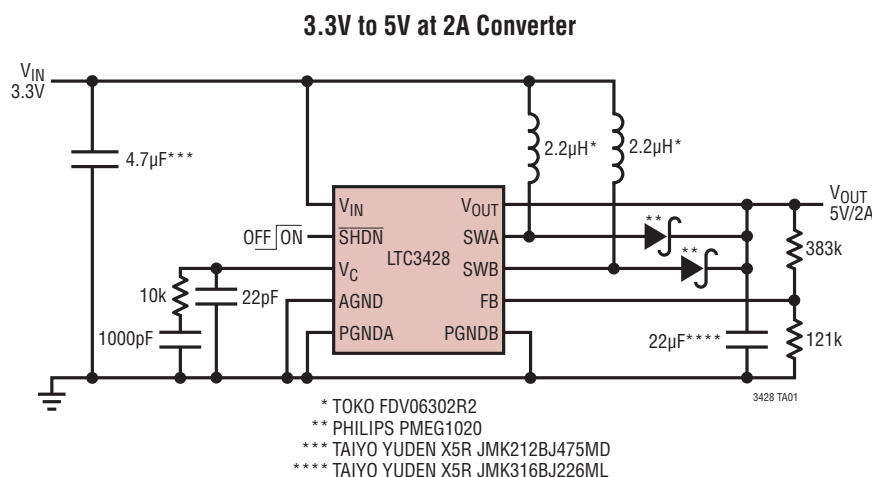 3.3V to 5V at 2A Converter
VIN
3.3V
4.7µF***
2.2µH*
2.2µH*
VOUT
5V/2A
VIN
VOUT
**
OFF ON
SHDN
SWA
**
383k
LTC3428
VC
SWB
10k
22pF
AGND
FB
1000pF
PGNDA
PGNDB
22µF****
121k
3428 TA01
* TOKO FDV06302R2
** PHILIPS PMEG1020
*** TAIYO YUDEN X5R JMK212BJ475MD
**** TAIYO YUDEN X5R JMK316BJ226ML